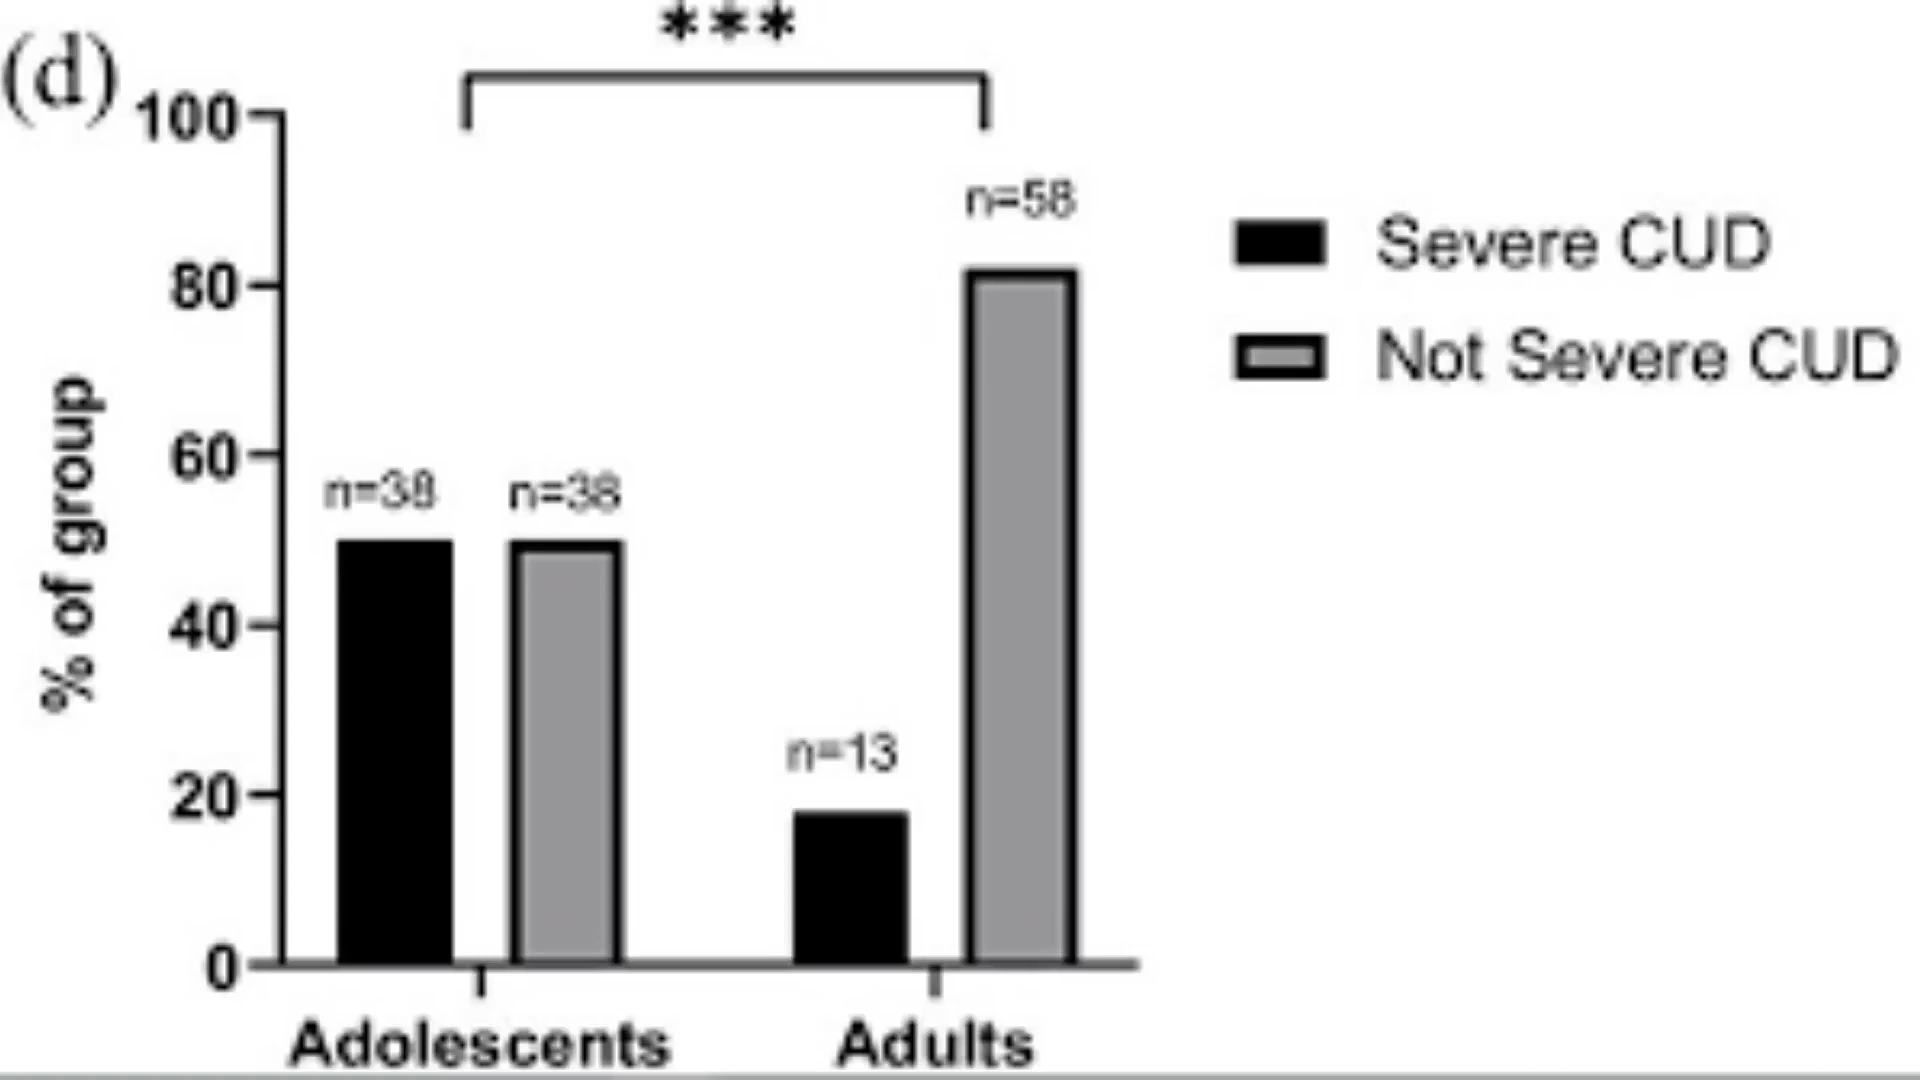 (d)
***
100
80
60
40
20
0
% of group
n=38
n=38
n=13
n=58
Adolescents
Adults
Severe CUD
Not Severe CUD